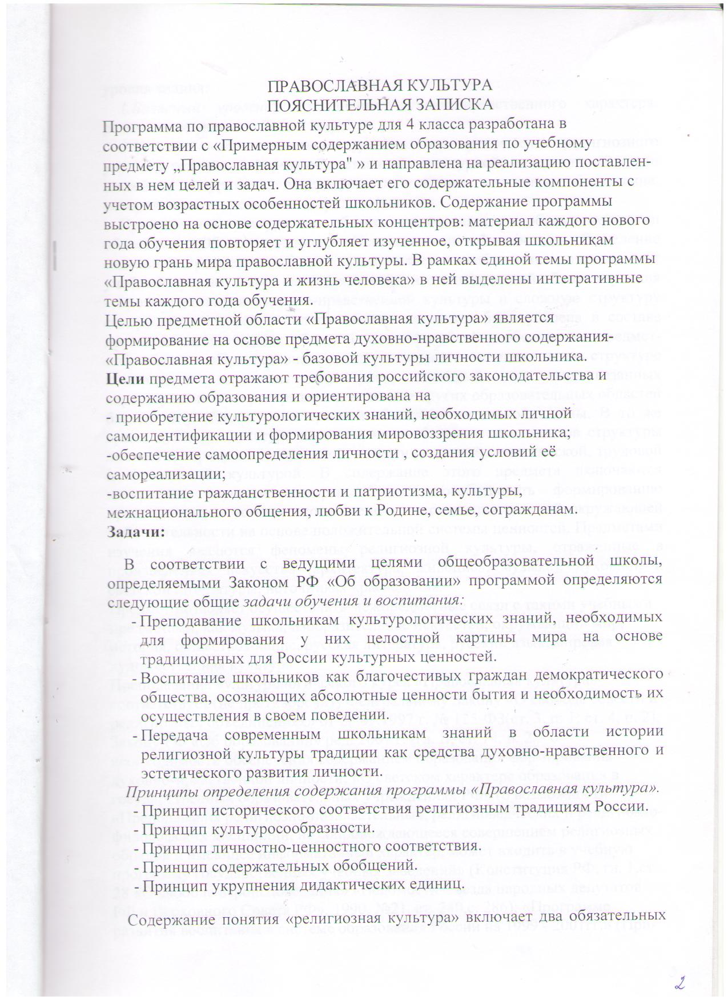 ПРАВОСЛАВНАЯ КУЛЬТУРА
ПОЯСНИТЕЛЬНАЯ ЗАПИСКА
Программа по православной культуре для 4 класса разработана в
соответствии с «Примерным содержанием образования по учебному
предмету „Православная культура" » и направлена на реализацию поставлен-
ных в нем целей и задач. Она включает его содержательные компоненты с
учетом возрастных особенностей школьников. Содержание программы
выстроено на основе содержательных концентров: материал каждого нового
года обучения повторяет и углубляет изученное, открывая школьникам
новую грань мира православной культуры. В рамках единой темы программы
«Православная культура и жизнь человека» в ней выделены интегративные
темы каждого года обучения.
Целью предметной области «Православная культура» является
формирование на основе предмета духовно-нравственного содержания-
«Православная культура» - базовой культуры личности школьника.
Цели предмета отражают требования российского законодательства и
содержанию образования и ориентирована на
- приобретение культурологических знаний, необходимых личной
самоидентификации и формирования мировоззрения школьника;
-обеспечение самоопределения личности , создания условий её
самореализации;
-воспитание гражданственности и патриотизма, культуры,
межнационального общения, любви к Родине, семье, согражданам.
Задачи:
В соответствии с ведущими целями общеобразовательной школы,
определяемыми Законом РФ «Об образовании» программой определяются
следующие общие задачи обучения и воспитания:
- Преподавание школьникам культурологических знаний, необходимых
для формирования у них целостной картины мира на основе
традиционных для России культурных ценностей.
- Воспитание школьников как благочестивых граждан демократического
общества, осознающих абсолютные ценности бытия и необходимость их
осуществления в своем поведении.
- Передача современным школьникам знаний в области истории
религиозной культуры традиции как средства духовно-нравственного и
эстетического развития личности.
Принципы определения содержания программы «Православная культура».
- Принцип исторического соответствия религиозным традициям России.
- Принцип культуросообразности.
- Принцип личностно-ценностного соответствия.
- Принцип содержательных обобщений.
- Принцип укрупнения дидактических единиц.
Содержание понятия «религиозная культура» включает два обязательных
2